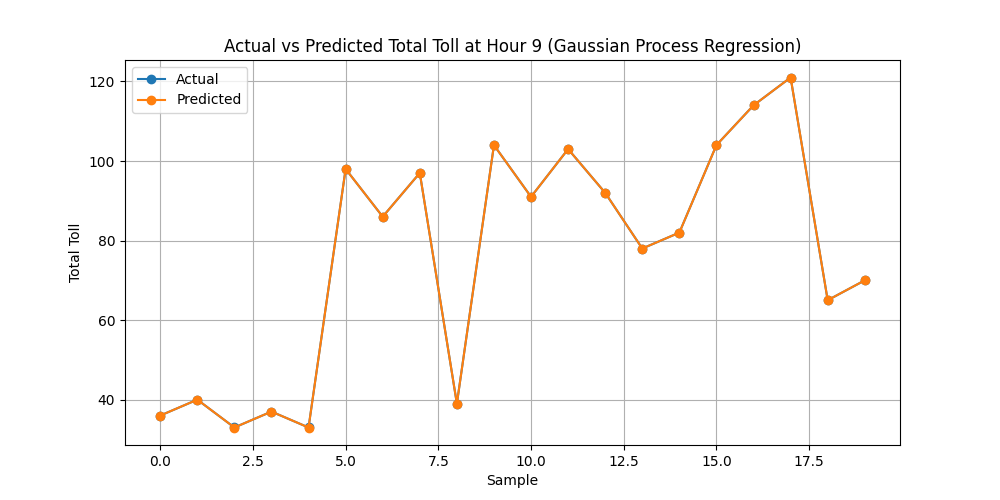 Actual vs Predicted Total Toll at Hour 9 (Gaussian Process Regression)
Actual
Predicted
Total Toll
120
100
80
60
40
0.0 2.5 5.0 7.5 10.0 12.5 15.0 17.5
Sample